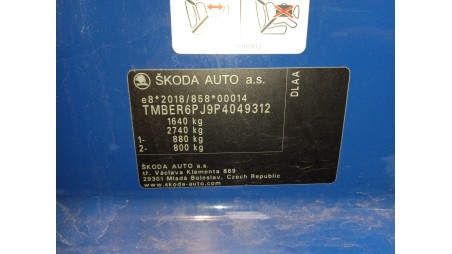 ŠKODA AUTO a.s.
e8*2018/858*00014
TMBER6PJ9P4049312
1640 kg
2740 kg
1- 880 kg
2- 800 kg
DLAA
ŠKODA AUTO a.s.
tř. Václava Klementa 869
29301 Mladá Boleslav, Czech Republic
www.skoda-auto.com